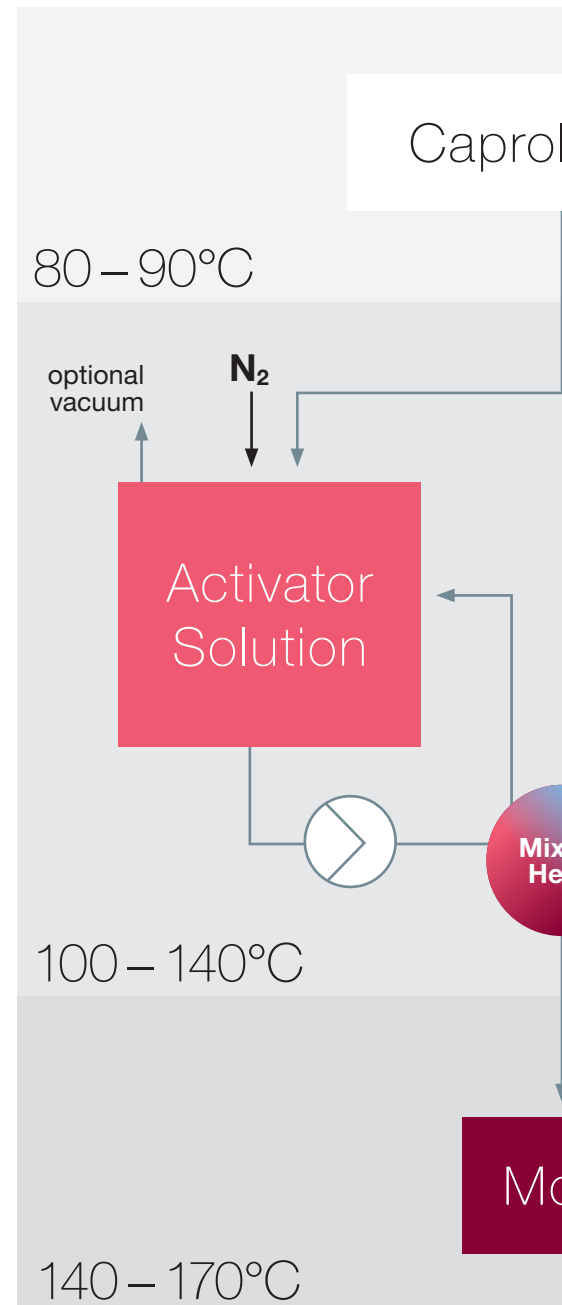 Caprol
80 – 90°C
optional
vacuum
N₂
Activator
Solution
Mix
He
100 – 140°C
Mo
140 – 170°C